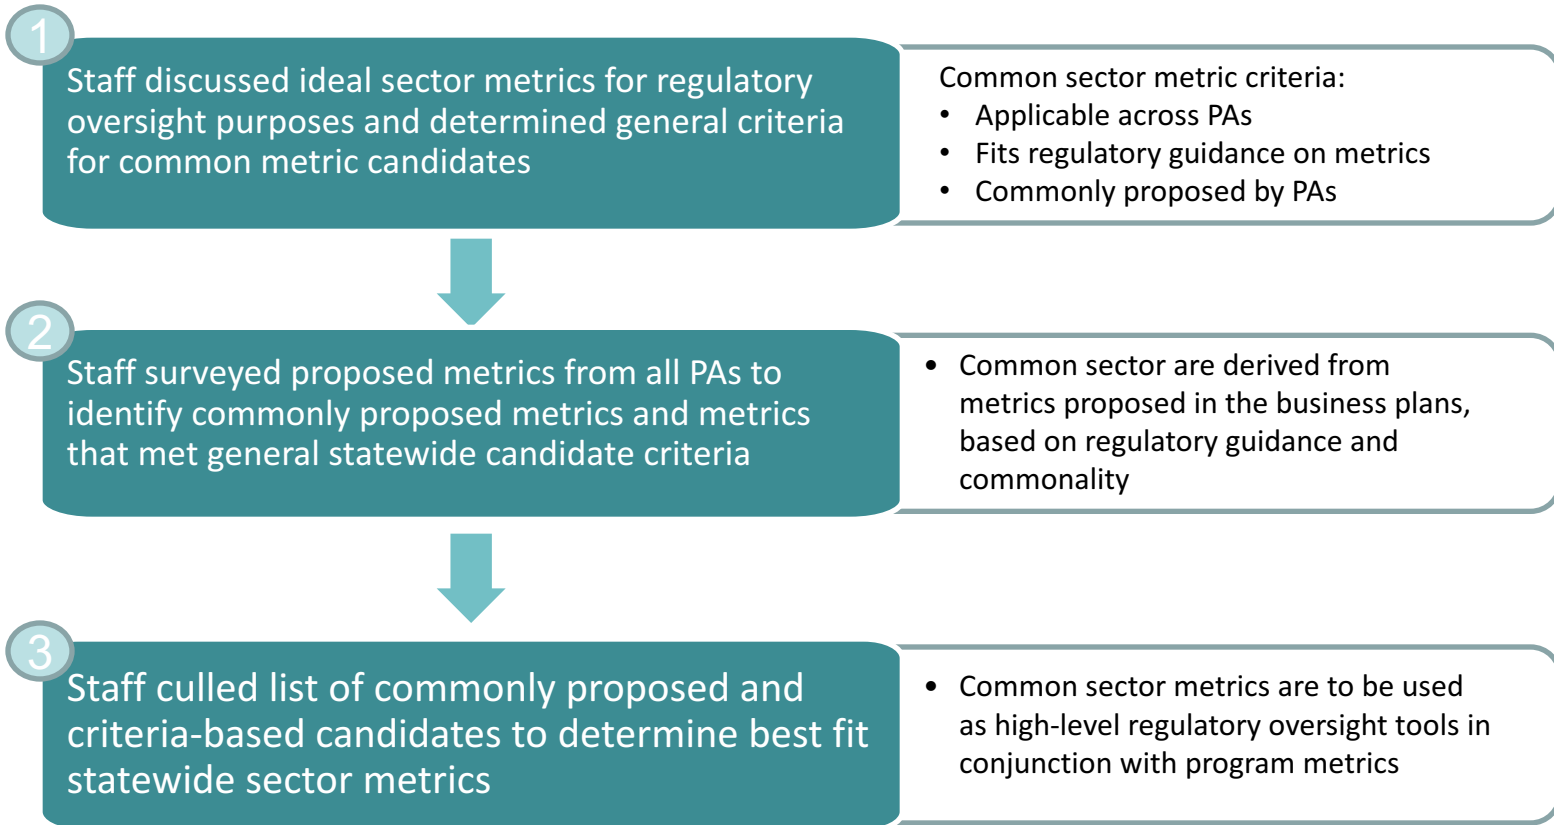 1
Staff discussed ideal sector metrics for regulatory
oversight purposes and determined general criteria
for common metric candidates
Common sector metric criteria:
• Applicable across PAs
• Fits regulatory guidance on metrics
• Commonly proposed by PAs
2
Staff surveyed proposed metrics from all PAs to
identify commonly proposed metrics and metrics
that met general statewide candidate criteria
• Common sector are derived from
metrics proposed in the business plans,
based on regulatory guidance and
commonality
3
Staff culled list of commonly proposed and
criteria-based candidates to determine best fit
statewide sector metrics
• Common sector metrics are to be used
as high-level regulatory oversight tools in
conjunction with program metrics